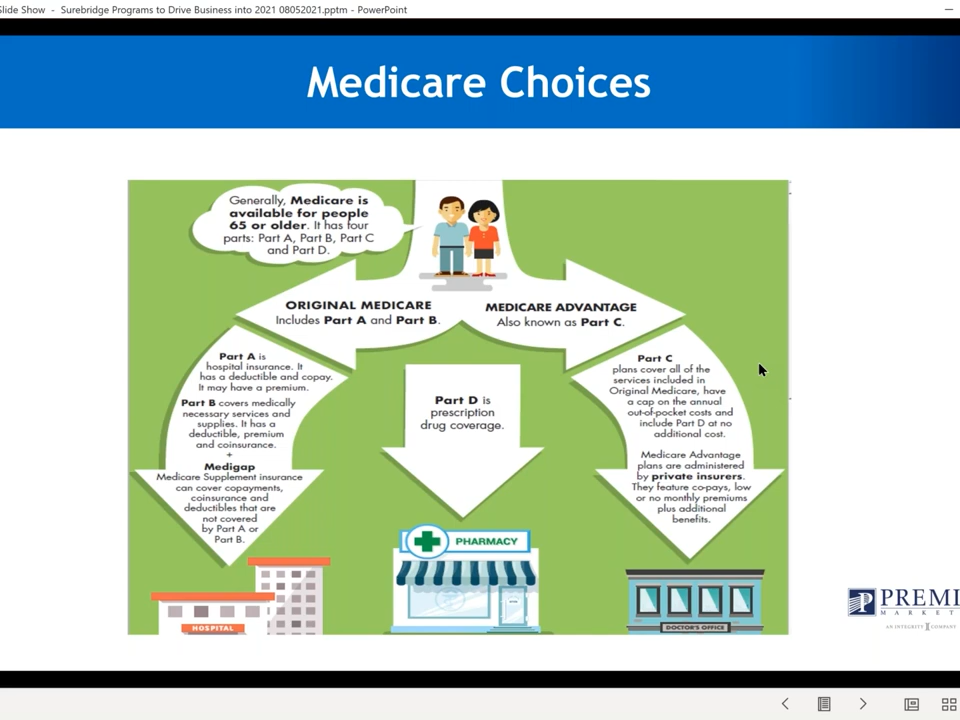 Slide Show - Surebridge Programs to Drive Business into 2021 08052021.pptm - PowerPoint
Medicare Choices
Generally, Medicare is
available for people
65 or older. It has four
parts: Part A, Part B, Part C
and Part D.
ORIGINAL MEDICARE
Includes Part A and Part B.
MEDICARE ADVANTAGE
Also known as Part C.
Part A is
hospital insurance. It
has a deductible and copay.
It may have a premium.
Part B covers medically
necessary services and
supplies. It has a
deductible, premium
and coinsurance.
+
Medigap
Medicare Supplement insurance
can cover copayments,
coinsurance and
deductibles that are
not covered
by Part A or
Part B.
Part D is
prescription
drug coverage.
Part C
plans cover all of the
services included in
Original Medicare, have
a cap on the annual
out-of-pocket costs and
include Part D at no
additional cost.
Medicare Advantage
plans are administered
by private insurers.
They feature co-pays, low
or no monthly premiums
plus additional
benefits.
HOSPITAL
PHARMACY
DOCTOR'S OFFICE
PREMI
MARKET
AN INTEGRITY COMPANY